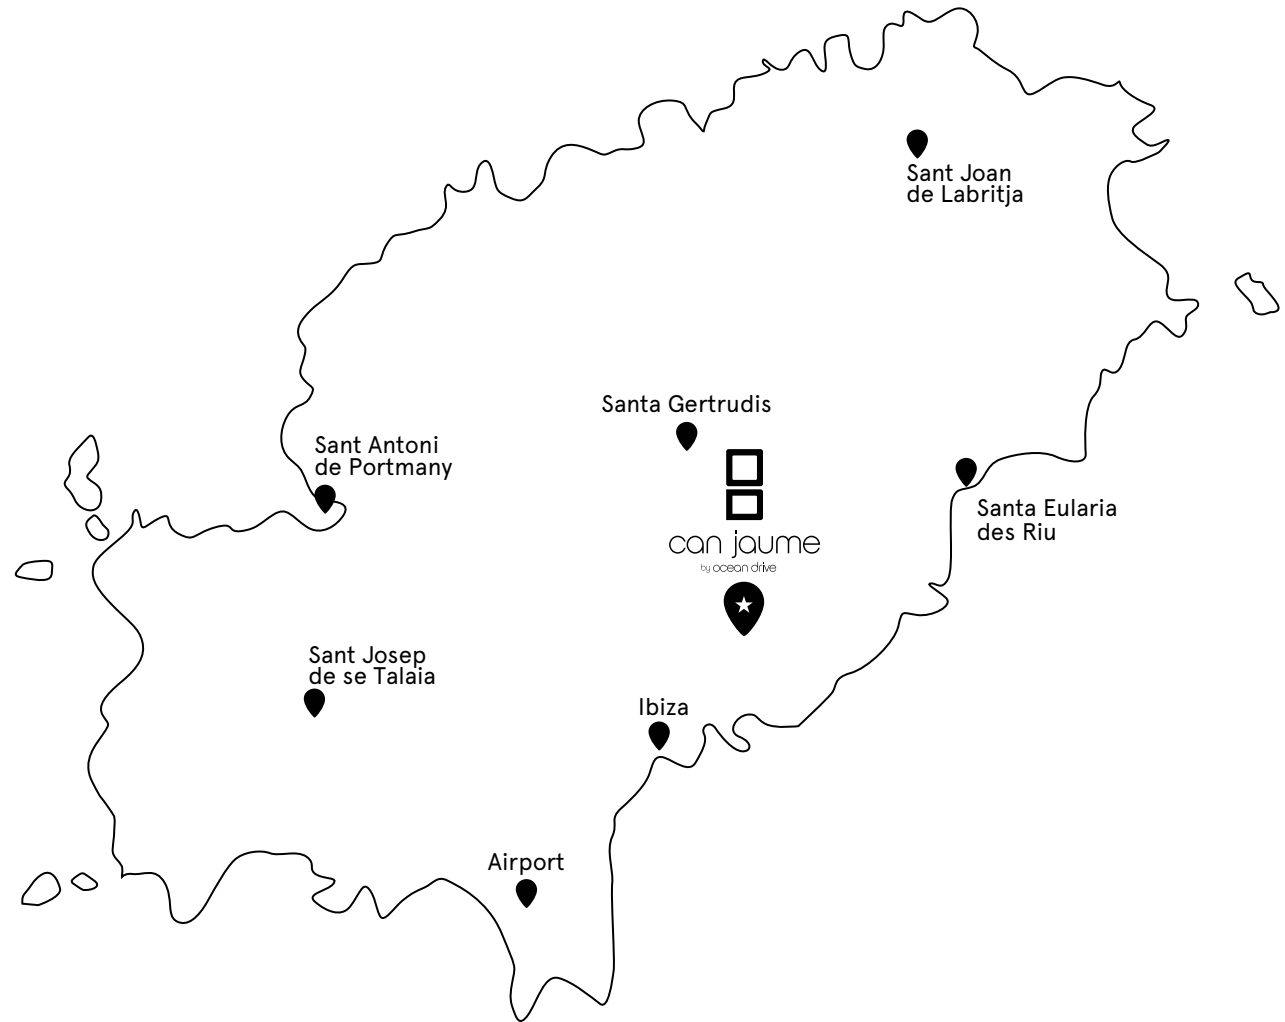 Sant Joan
de Labritja
Santa Gertrudis
Sant Antoni
de Portmany
Santa Eularia
des Riu
can jaume
by ocean drive
Sant Josep
de se Talaia
Ibiza
Airport